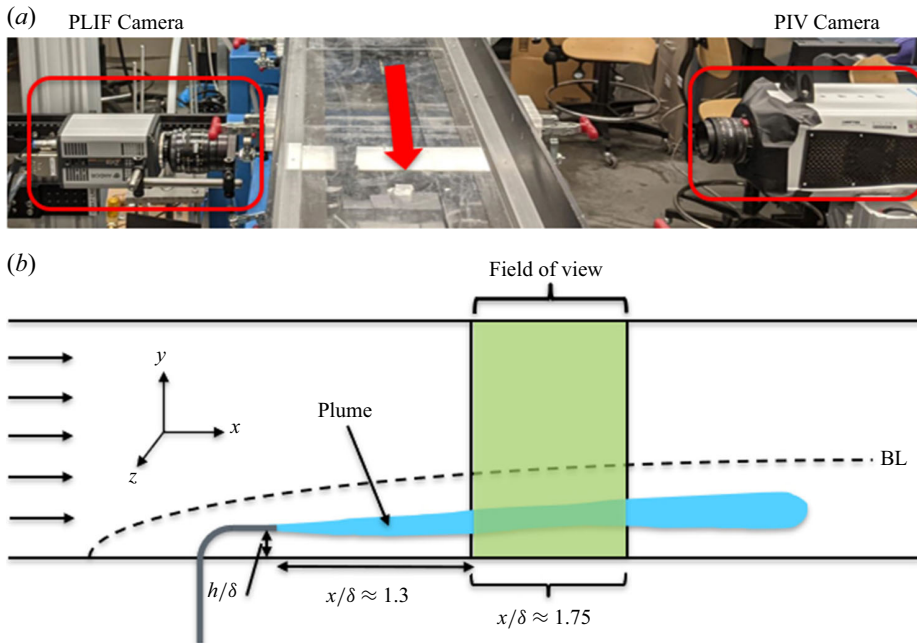 (a)
PLIF Camera
PIV Camera
(b)
Field of view
y
x
z
Plume
BL
h/δ
x/δ ≈ 1.3
x/δ ≈ 1.75